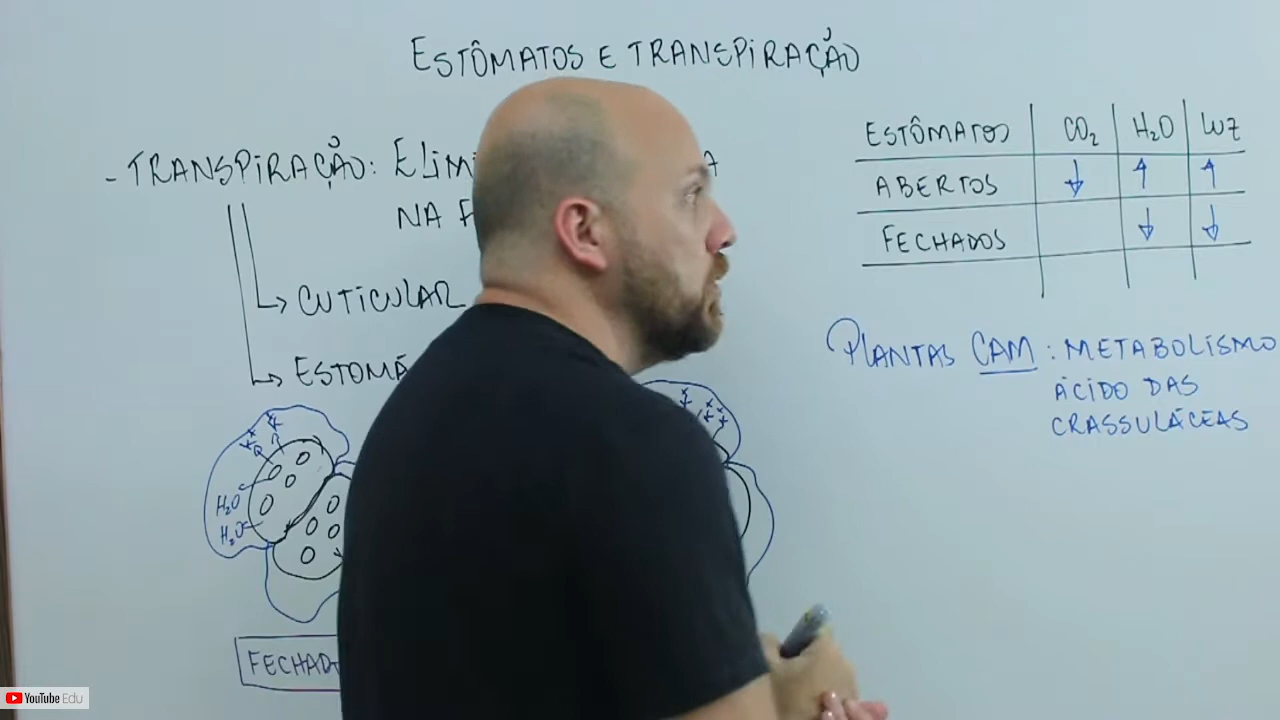 ESTÔMATOS E TRANSPIRAÇÃO
- TRANSPIRAÇÃO:
NA
CUTICULAR
H₂O
H₂O
ESTÔMATOS CO₂ H₂O LUZ
ABERTOS ↓ ↑ ↑
FECHADOS ↓ ↓
PLANTAS CAM: METABOLISMO
ÁCIDO DAS
CRASSULÁCEAS
YouTube Edu